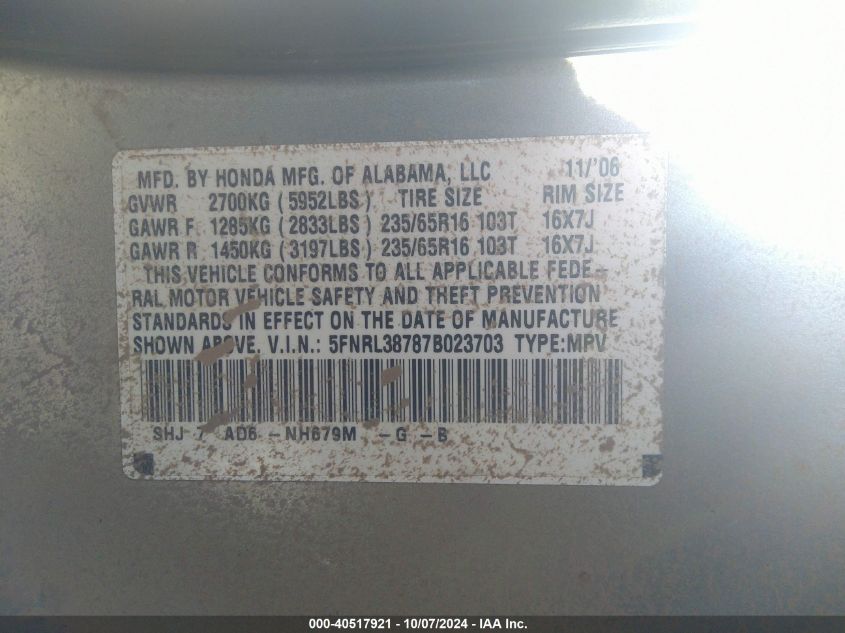 MFD. BY HONDA MFG. OF ALABAMA, LLC 11/'06
GVWR 2700KG ( 5952LBS ) TIRE SIZE RIM SIZE
GAWR F 1285KG ( 2833LBS ) 235/65R16 103T 16X7J
GAWR R 1450KG ( 3197LBS ) 235/65R16 103T 16X7J
THIS VEHICLE CONFORMS TO ALL APPLICABLE FEDE-
RAL MOTOR VEHICLE SAFETY AND THEFT PREVENTION
STANDARDS IN EFFECT ON THE DATE OF MANUFACTURE
SHOWN ABOVE. V.I.N.: 5FNRL38787B023703 TYPE:MPV
SHJ 7 AD6 -NH679M -G -B
000-40517921 - 10/07/2024 - IAA Inc.